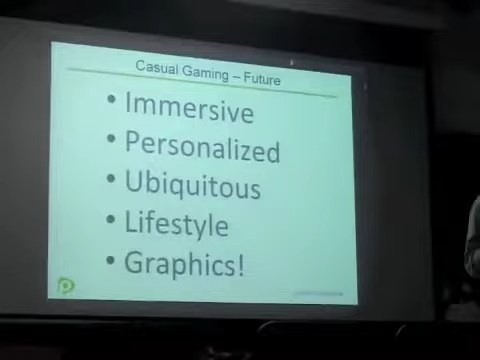 Casual Gaming – Future
• Immersive
• Personalized
• Ubiquitous
• Lifestyle
• Graphics!